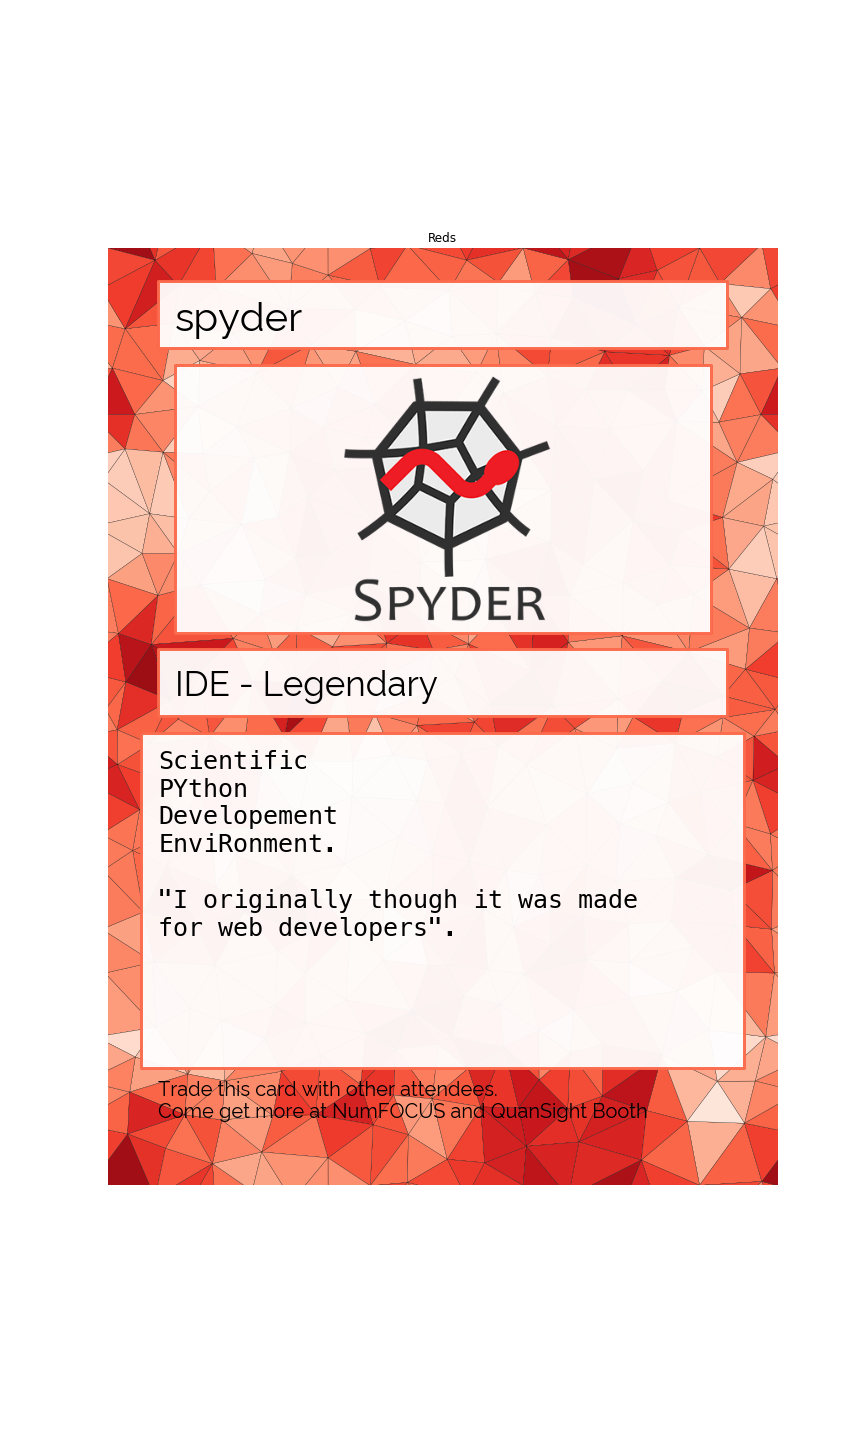 Reds
spyder
SPYDER
IDE - Legendary
Scientific
PYthon
Developement
EnviRonment.
"I originally though it was made
for web developers".
Trade this card with other attendees.
Come get more at NumFOCUS and QuanSight Booth